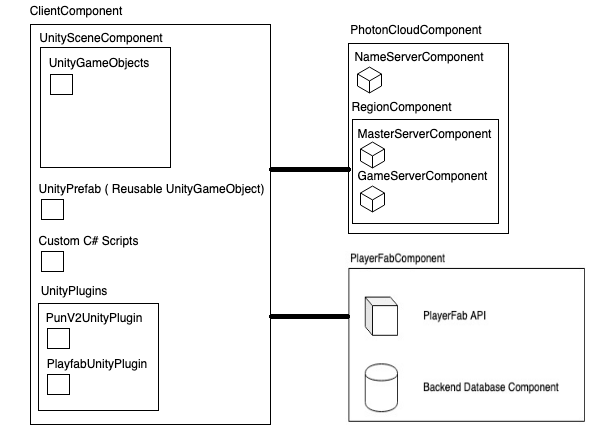 ClientComponent
UnitySceneComponent
UnityGameObjects
UnityPrefab ( Reusable UnityGameObject)
Custom C# Scripts
UnityPlugins
PunV2UnityPlugin
PlayfabUnityPlugin
PhotonCloudComponent
NameServerComponent
RegionComponent
MasterServerComponent
GameServerComponent
PlayerFabComponent
PlayerFab API
Backend Database Component